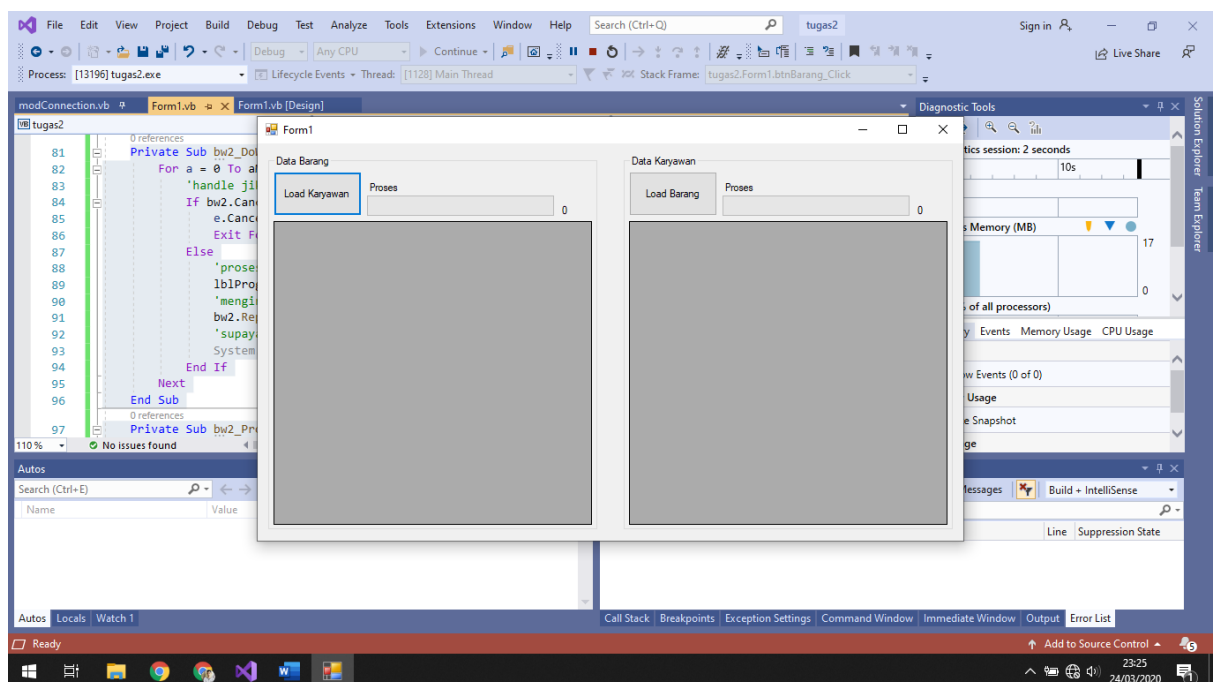 File Edit View Project Build Debug Test Analyze Tools Extensions Window Help Search (Ctrl+Q) tugas2 Sign in
Debug Any CPU Continue Live Share
Process: [13196] tugas2.exe Lifecycle Events Thread: [1128] Main Thread Stack Frame: tugas2.Form1.btnBarang_Click
modConnection.vb Form1.vb Form1.vb [Design]
tugas2
0 references
81 Private Sub bw2_Do
82 For a = 0 To
83 'handle
84 If bw2.Can
85 e.Canc
86 Exit
87 Else
88 'prose
89 lblPro
90 'mengi
91 bw2.Re
92 'supay
93 System
94 End If
95 Next
96 End Sub
0 references
97 Private Sub bw2_Pr
110 % No issues found
Form1
Data Barang
Load Karyawan Proses
0
Data Karyawan
Load Barang Proses
0
Diagnostic Tools
tics session: 2 seconds
10s
s Memory (MB)
17
0
of all processors)
y Events Memory Usage CPU Usage
ow Events (0 of 0)
Usage
e Snapshot
ge
Solution Explorer
Team Explorer
Autos
Search (Ctrl+E)
Name Value
Messages Build + IntelliSense
Line Suppression State
Autos Locals Watch 1
Call Stack Breakpoints Exception Settings Command Window Immediate Window Output Error List
Ready Add to Source Control 5
23:25
24/03/2020